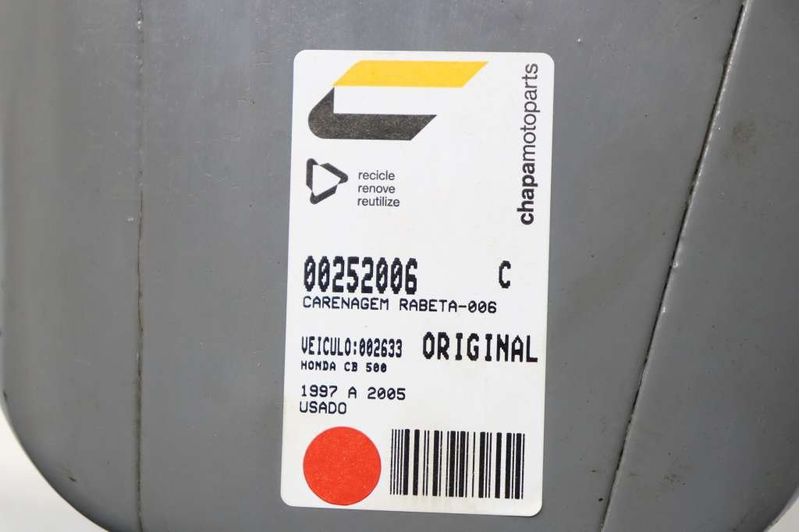 chapamotoparts
recicle
renove
reutilize
00252006 C
CARENAGEM RABETA-006
VEICULO:002633 ORIGINAL
HONDA CB 500
1997 A 2005
USADO